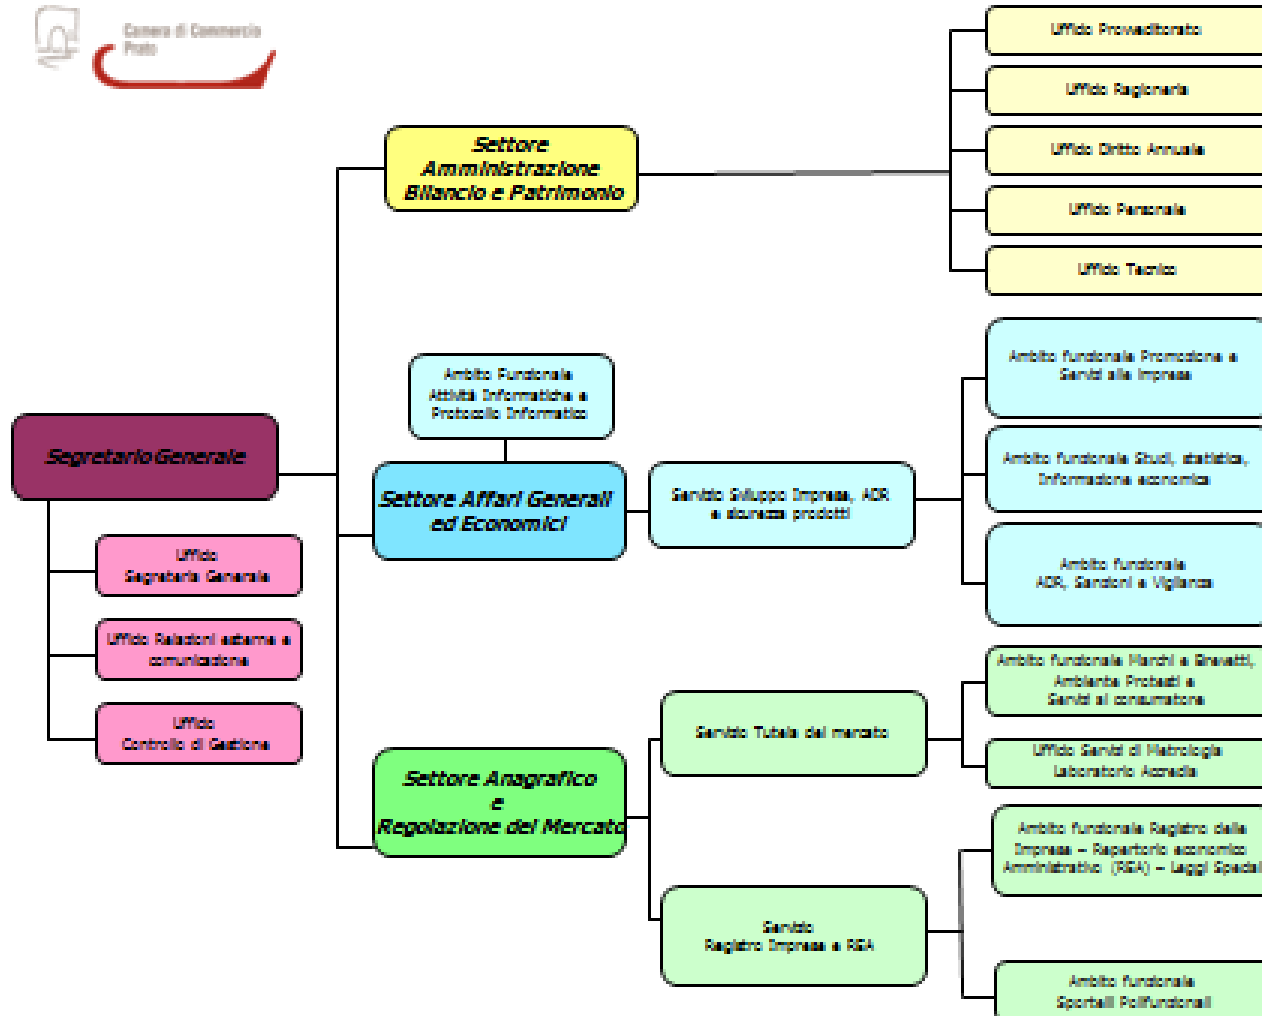 Camera di Commercio
Prato
Ufficio Provveditorato
Ufficio Ragioneria
Settore
Amministrazione
Bilancio e Patrimonio
Ufficio Diritto Annuale
Ufficio Personale
Ufficio Tecnico
Ambito Funzionale
Attività Informatiche e
Protocollo Informatico
Ambito funzionale Promozione e
Servizi alle Imprese
Segretario Generale
Settore Affari Generali
ed Economici
Servizio Sviluppo Imprese, ADR
e sicurezza prodotti
Ambito funzionale Studi, statistica,
Informazione economica
Ambito funzionale
ADR, Sanzioni e Vigilanza
Ufficio
Segreteria Generale
Ufficio Relazioni esterne e
comunicazione
Ufficio
Controllo di Gestione
Settore Anagrafico
e
Regolazione del Mercato
Servizio Tutela del mercato
Ambito funzionale Marchi e Brevetti,
Ambiente Protesti e
Servizi al consumatore
Ufficio Servizi di Metrologia
Laboratorio Accredia
Servizio
Registro Imprese e REA
Ambito funzionale Registro delle
Imprese – Repertorio economico
Amministrativo (REA) – Leggi Speciali
Ambito funzionale
Sportelli Polifunzionali